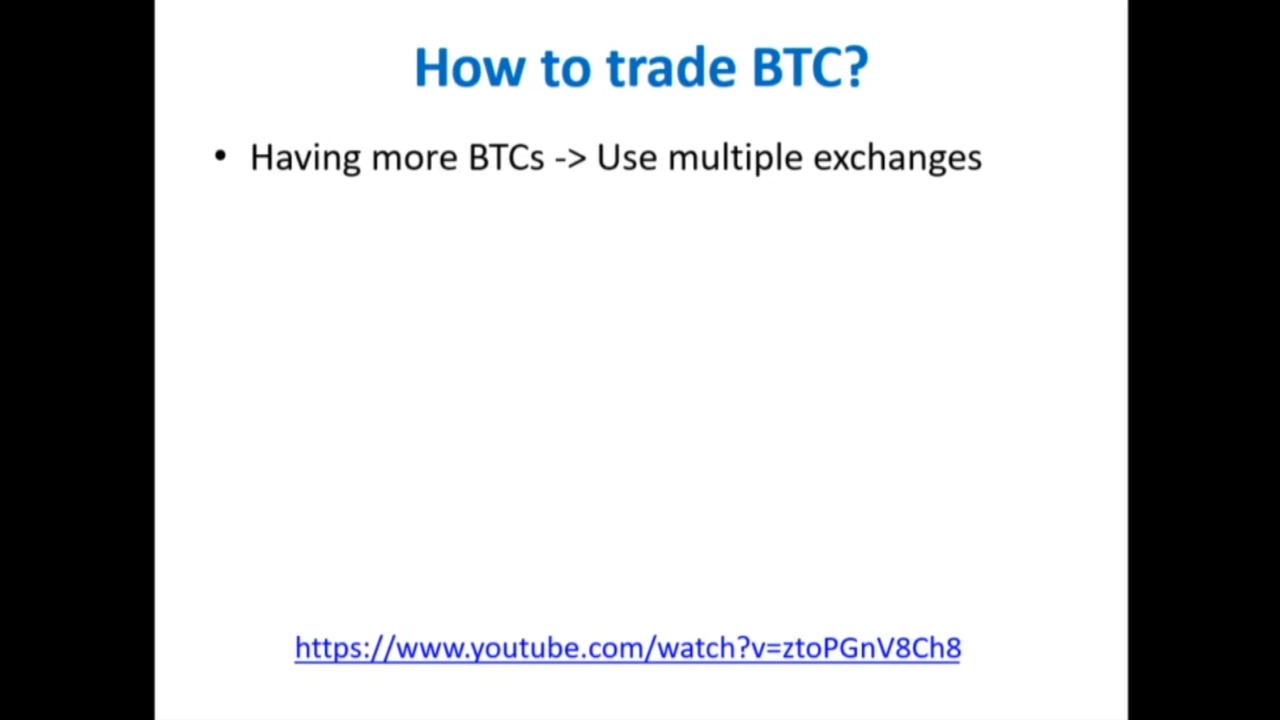 How to trade BTC?
• Having more BTCs -> Use multiple exchanges
https://www.youtube.com/watch?v=ztoPGnV8Ch8